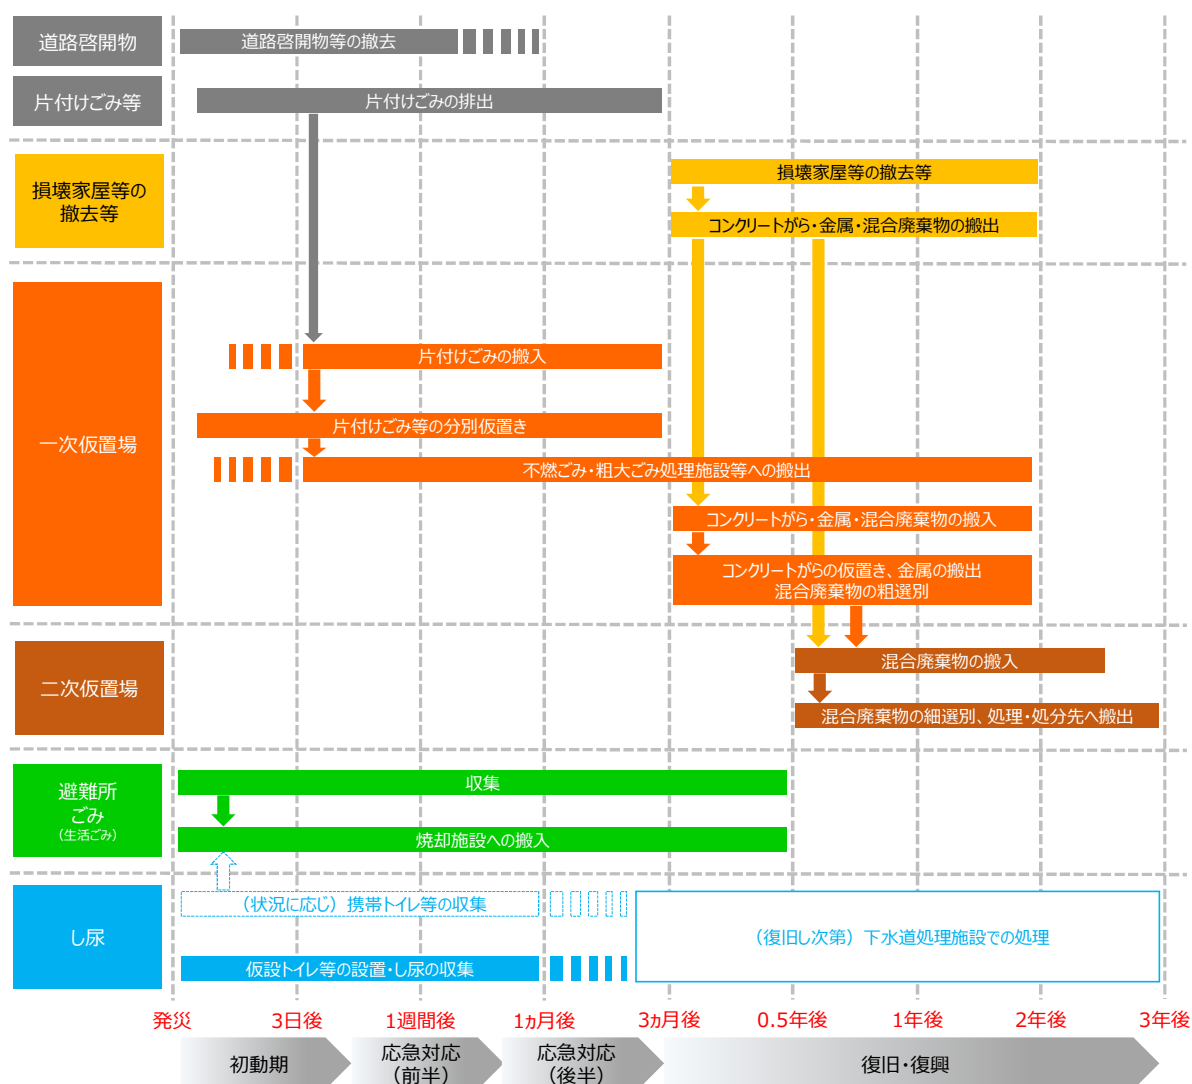 道路啓開物
道路啓開物等の撤去
片付けごみ等
片付けごみの排出
損壊家屋等の
撤去等
損壊家屋等の撤去等
コンクリートがら・金属・混合廃棄物の搬出
一次仮置場
片付けごみの搬入
片付けごみ等の分別仮置き
不燃ごみ・粗大ごみ処理施設等への搬出
コンクリートがら・金属・混合廃棄物の搬入
コンクリートがらの仮置き、金属の搬出
混合廃棄物の粗選別
二次仮置場
混合廃棄物の搬入
混合廃棄物の細選別、処理・処分先へ搬出
避難所
ごみ
（生活ごみ）
収集
焼却施設への搬入
し尿
（状況に応じ）携帯トイレ等の収集
仮設トイレ等の設置・し尿の収集
（復旧し次第）下水道処理施設での処理
発災
3日後
1週間後
1ヵ月後
3ヵ月後
0.5年後
1年後
2年後
3年後
初動期
応急対応
（前半）
応急対応
（後半）
復旧・復興